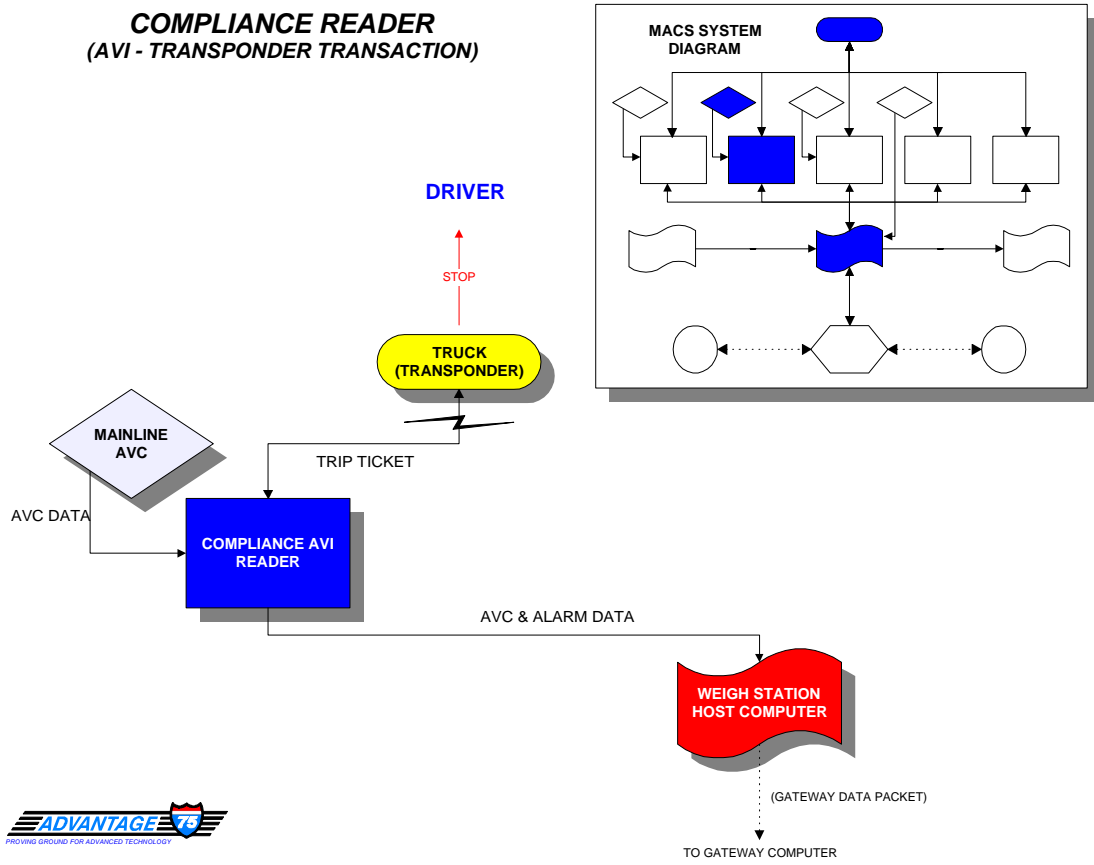 COMPLIANCE READER
(AVI - TRANSPONDER TRANSACTION)
MACS SYSTEM
DIAGRAM
DRIVER
STOP
TRUCK
(TRANSPONDER)
MAINLINE
AVC
TRIP TICKET
AVC DATA
COMPLIANCE AVI
READER
AVC & ALARM DATA
WEIGH STATION
HOST COMPUTER
(GATEWAY DATA PACKET)
TO GATEWAY COMPUTER
ADVANTAGE 75
PROVING GROUND FOR ADVANCED TECHNOLOGY